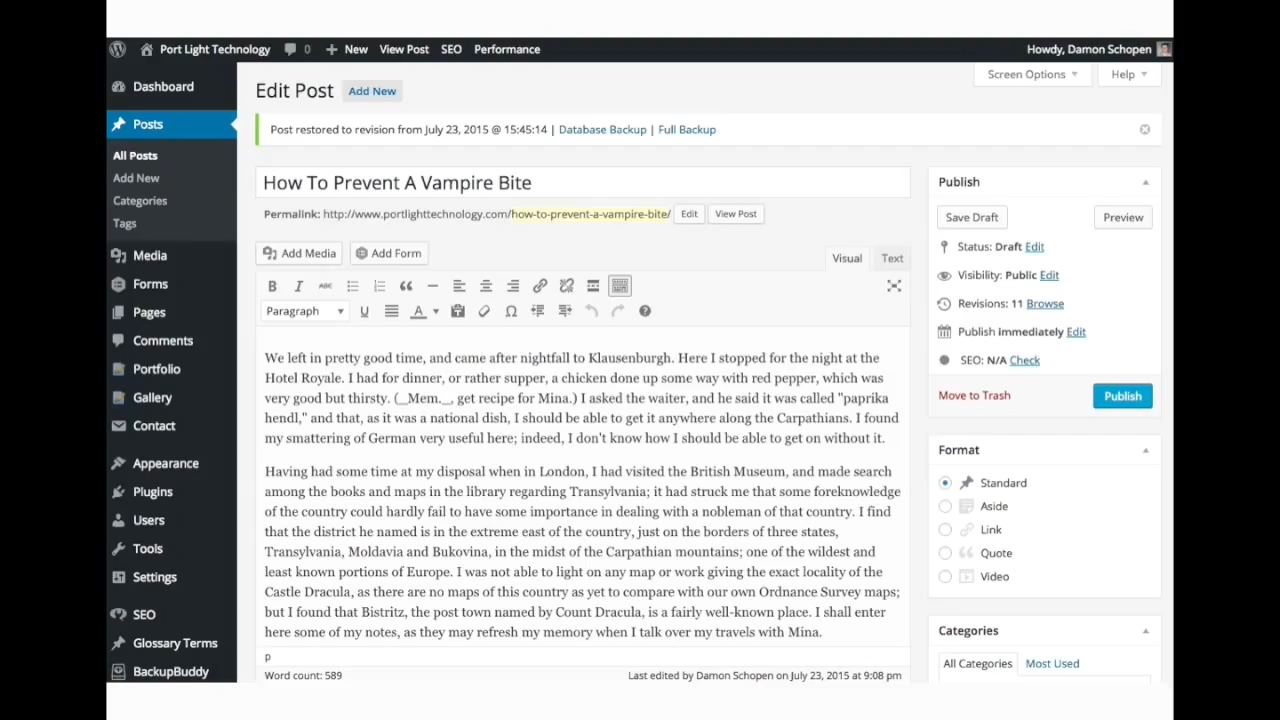 Port Light Technology 0 New View Post SEO Performance Howdy, Damon Schopen
Screen Options Help
Dashboard
Posts
All Posts
Add New
Categories
Tags
Media
Forms
Pages
Comments
Portfolio
Gallery
Contact
Appearance
Plugins
Users
Tools
Settings
SEO
Glossary Terms
BackupBuddy
Edit Post Add New
Post restored to revision from July 23, 2015 @ 15:45:14 | Database Backup | Full Backup
How To Prevent A Vampire Bite
Permalink: http://www.portlighttechnology.com/how-to-prevent-a-vampire-bite/ Edit View Post
Add Media Add Form
Visual Text
B I ABC
Paragraph U A Ω
We left in pretty good time, and came after nightfall to Klausenburgh. Here I stopped for the night at the
Hotel Royale. I had for dinner, or rather supper, a chicken done up some way with red pepper, which was
very good but thirsty. (_Mem._, get recipe for Mina.) I asked the waiter, and he said it was called "paprika
hendl," and that, as it was a national dish, I should be able to get it anywhere along the Carpathians. I found
my smattering of German very useful here; indeed, I don't know how I should be able to get on without it.
Having had some time at my disposal when in London, I had visited the British Museum, and made search
among the books and maps in the library regarding Transylvania; it had struck me that some foreknowledge
of the country could hardly fail to have some importance in dealing with a nobleman of that country. I find
that the district he named is in the extreme east of the country, just on the borders of three states,
Transylvania, Moldavia and Bukovina, in the midst of the Carpathian mountains; one of the wildest and
least known portions of Europe. I was not able to light on any map or work giving the exact locality of the
Castle Dracula, as there are no maps of this country as yet to compare with our own Ordnance Survey maps;
but I found that Bistritz, the post town named by Count Dracula, is a fairly well-known place. I shall enter
here some of my notes, as they may refresh my memory when I talk over my travels with Mina.
p
Word count: 589 Last edited by Damon Schopen on July 23, 2015 at 9:08 pm
Publish
Save Draft Preview
Status: Draft Edit
Visibility: Public Edit
Revisions: 11 Browse
Publish immediately Edit
SEO: N/A Check
Move to Trash Publish
Format
Standard
Aside
Link
Quote
Video
Categories
All Categories Most Used